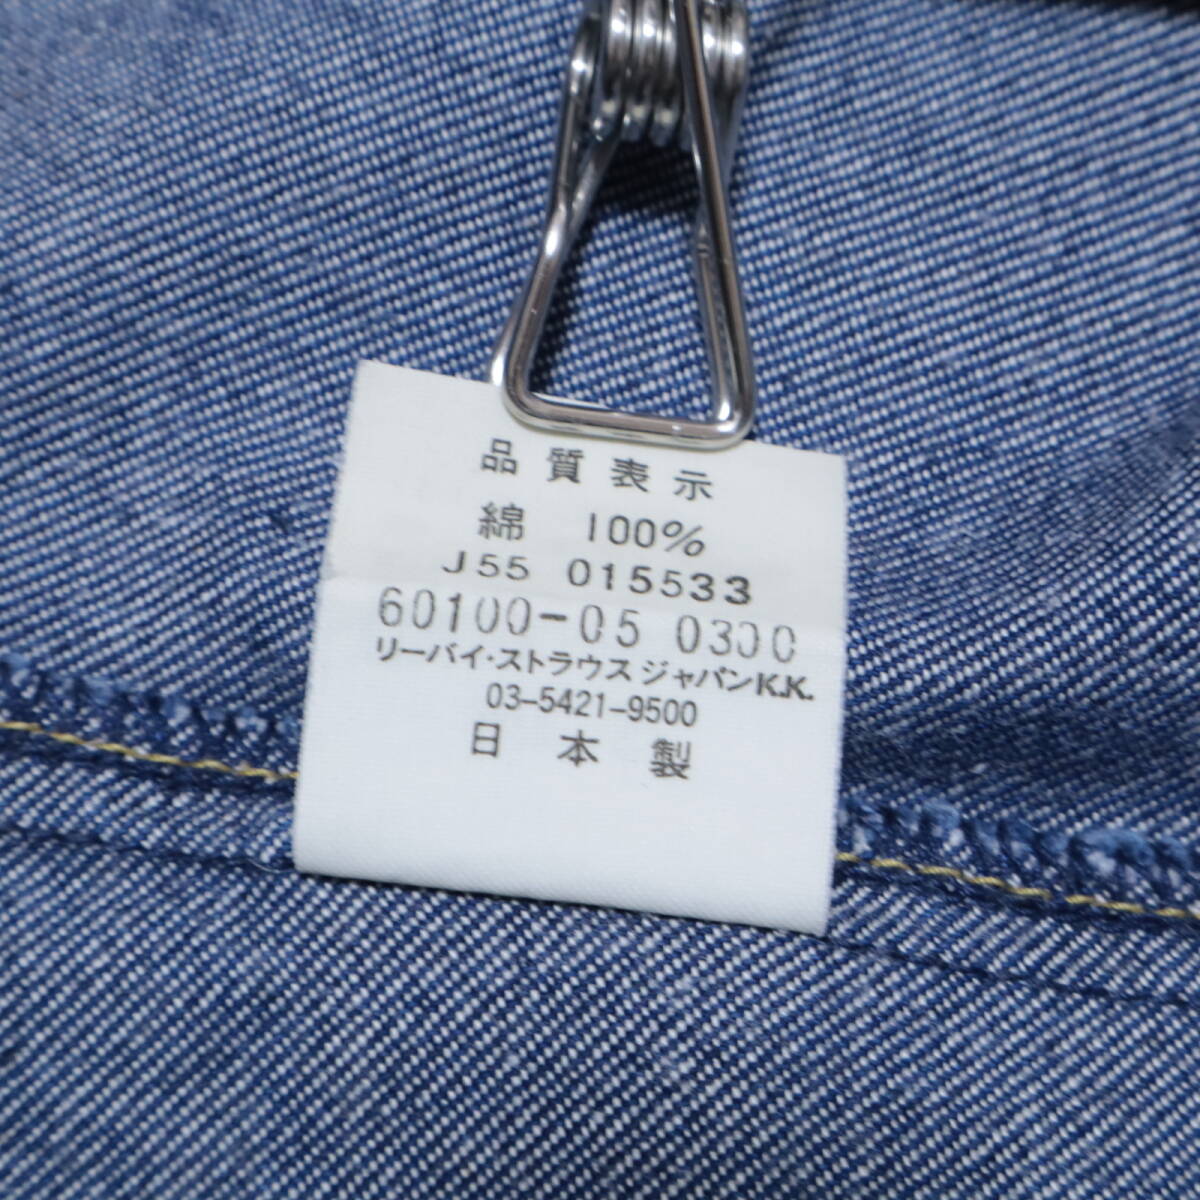 品質表示
綿 100%
J55 015533
60100-05 0300
リーバイ・ストラウス ジャパンK.K.
03-5421-9500
日本製